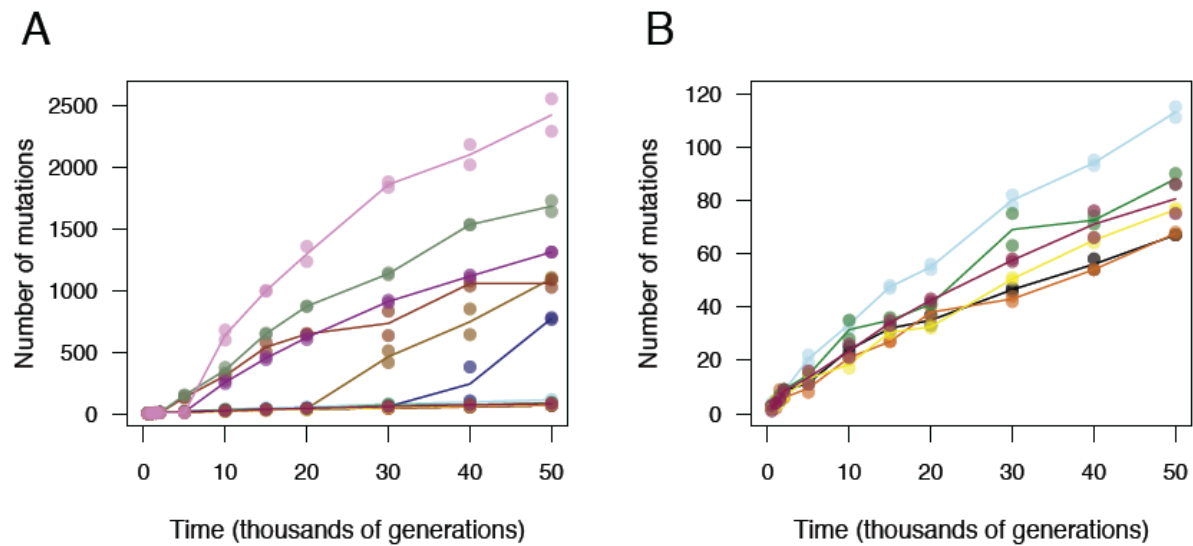 A
Number of mutations
2500
2000
1500
1000
500
0
0 10 20 30 40 50
Time (thousands of generations)
B
Number of mutations
120
100
80
60
40
20
0
0 10 20 30 40 50
Time (thousands of generations)